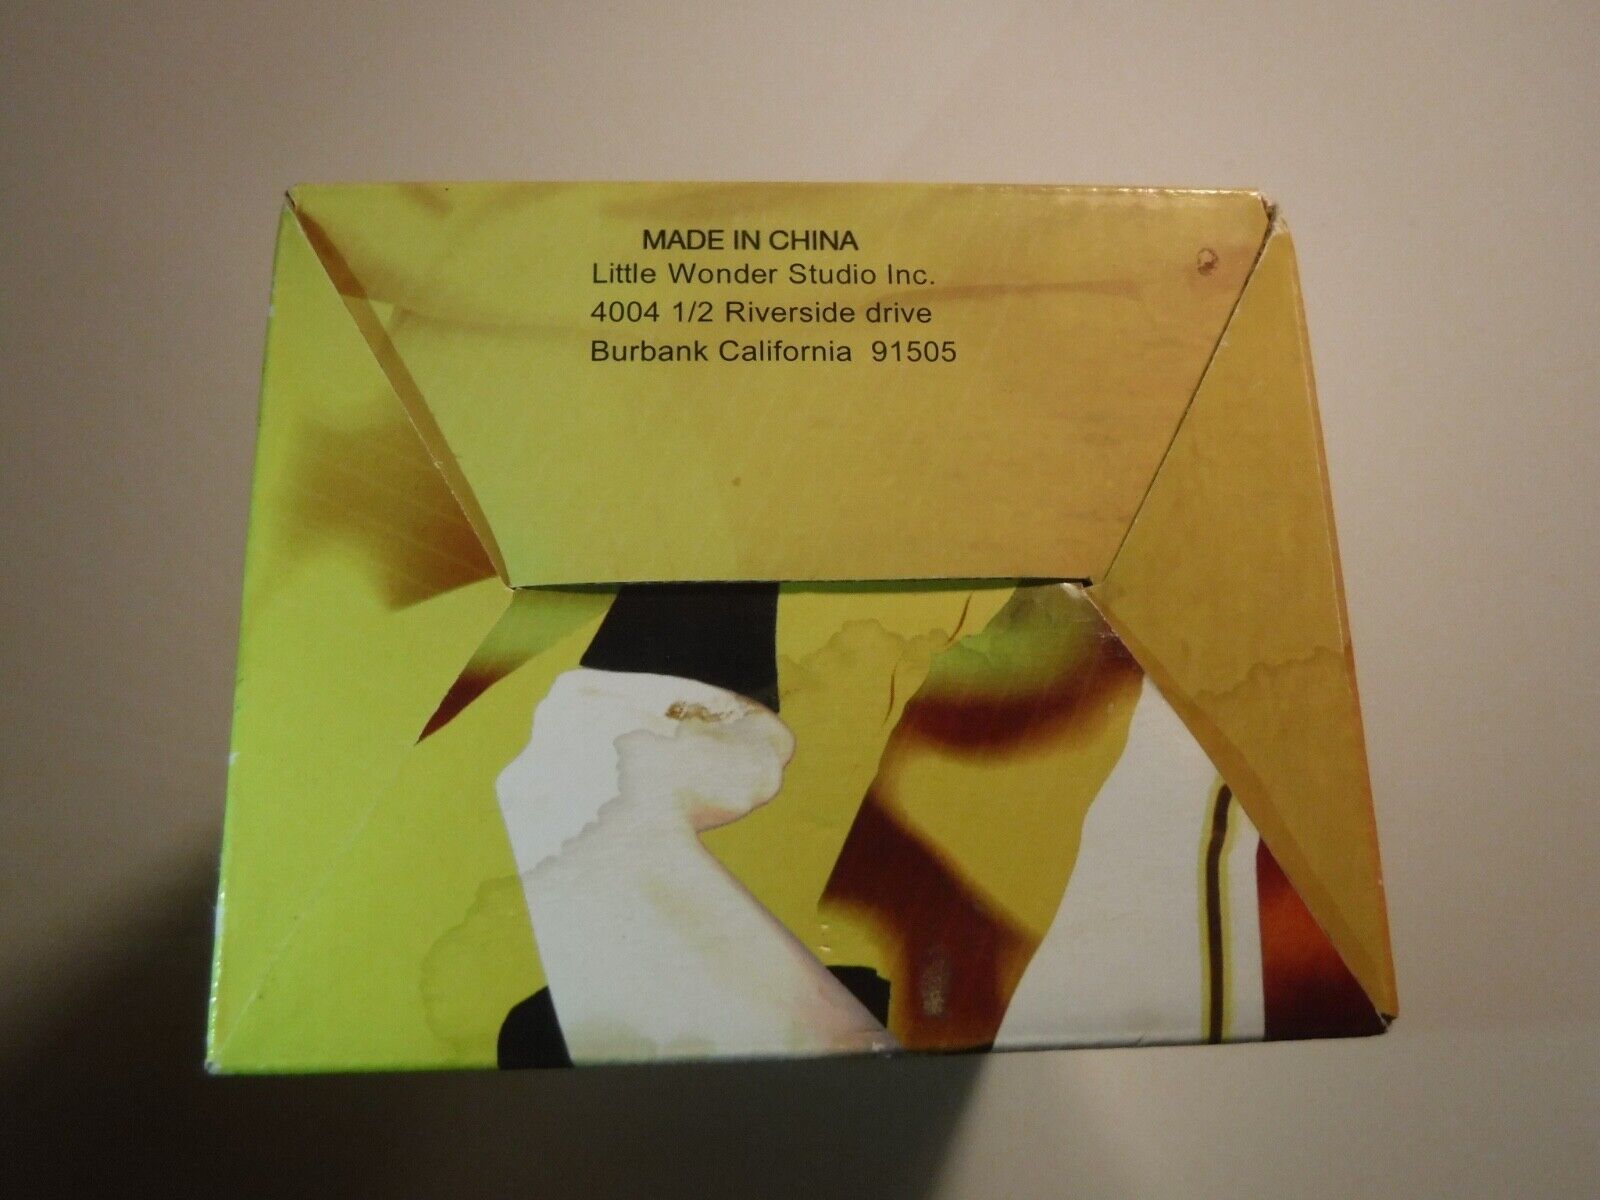 MADE IN CHINA
Little Wonder Studio Inc.
4004 1/2 Riverside drive
Burbank California 91505